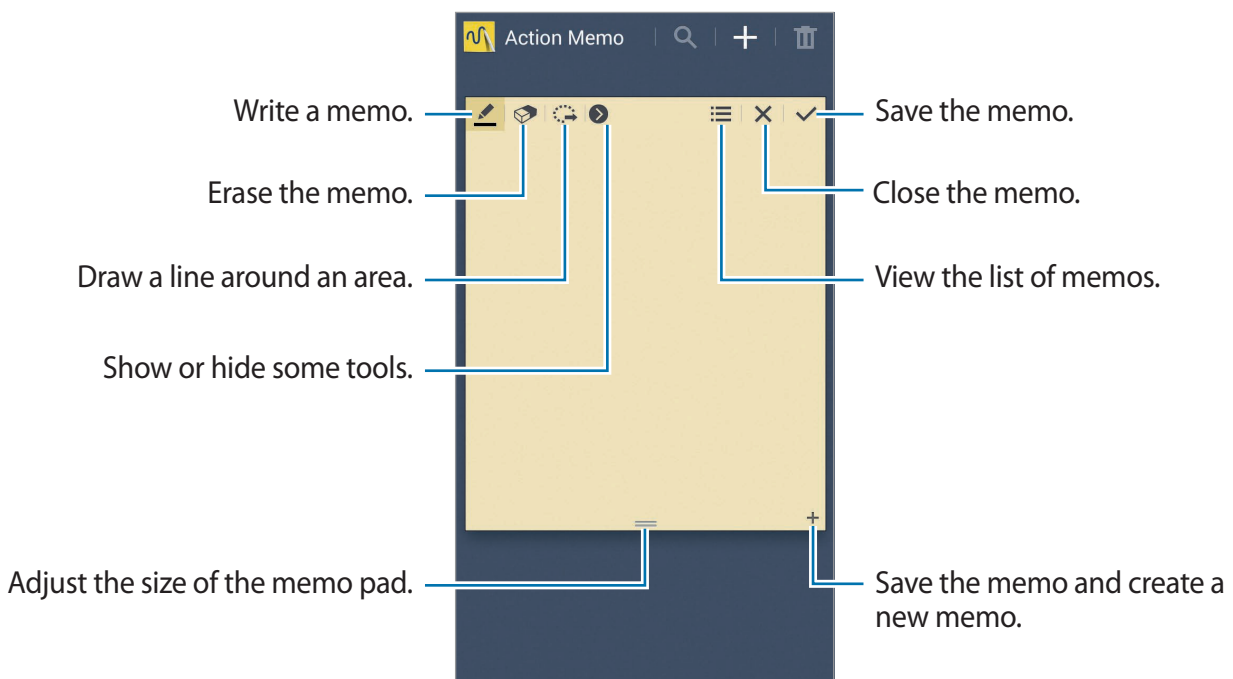 Action Memo
Write a memo.
Save the memo.
Erase the memo.
Close the memo.
Draw a line around an area.
View the list of memos.
Show or hide some tools.
Adjust the size of the memo pad.
Save the memo and create a
new memo.